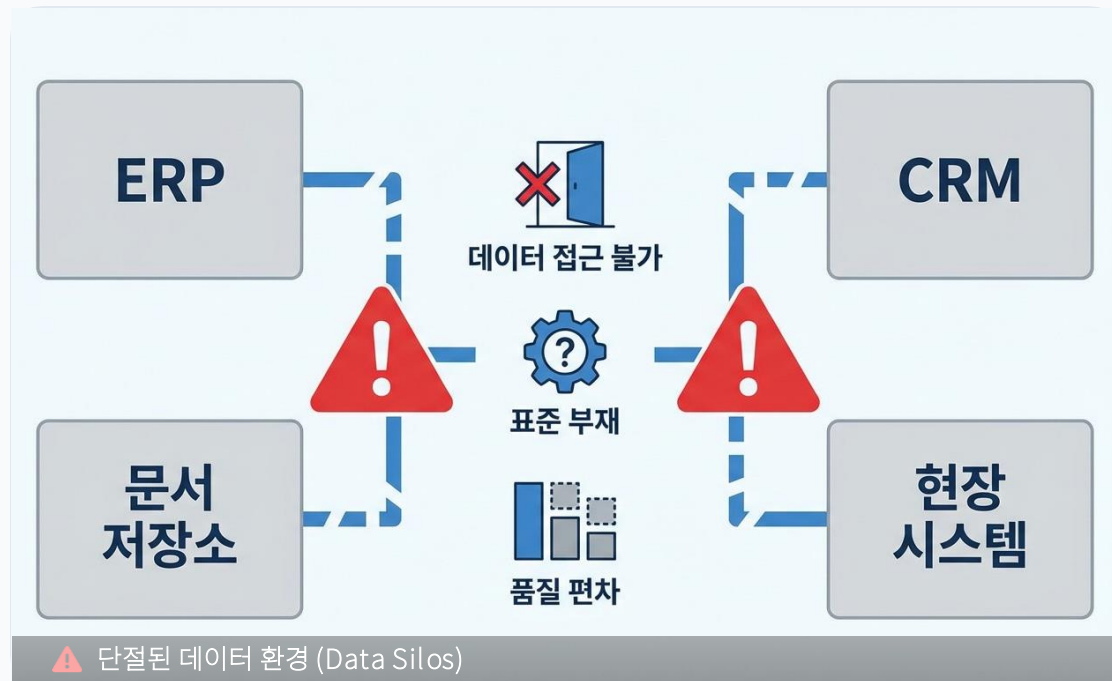 ERP
CRM
데이터 접근 불가
?
표준 부재
문서
저장소
현장
시스템
품질 편차
단절된 데이터 환경 (Data Silos)